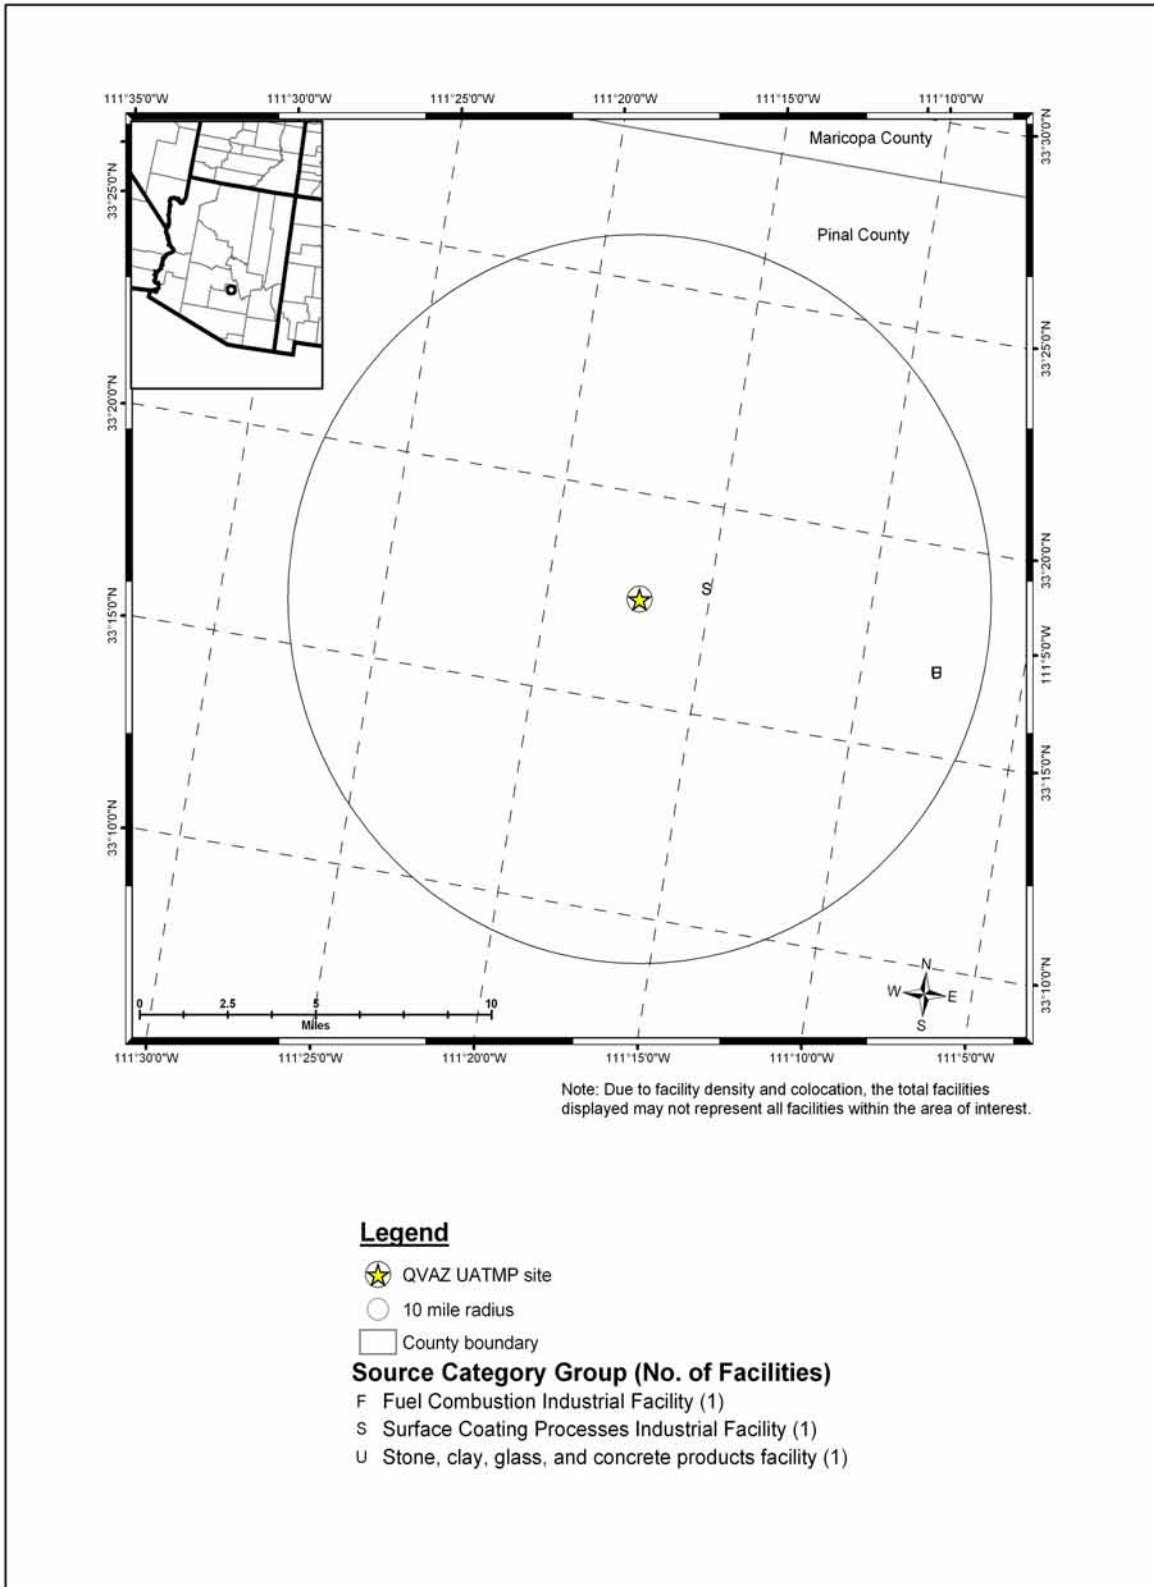 111°35'0"W 111°30'0"W 111°25'0"W 111°20'0"W 111°15'0"W 111°10'0"W
33°30'0"N
Maricopa County
33°25'0"N
Pinal County
33°25'0"N
33°20'0"N
33°20'0"N
S
33°15'0"N
111°5'0"W
33°15'0"N
33°10'0"N
N
W E
S
33°10'0"N
0 2.5 5 10
Miles
111°30'0"W 111°25'0"W 111°20'0"W 111°15'0"W 111°10'0"W 111°5'0"W
Note: Due to facility density and colocation, the total facilities
displayed may not represent all facilities within the area of interest.
Legend
QVAZ UATMP site
10 mile radius
County boundary
Source Category Group (No. of Facilities)
F Fuel Combustion Industrial Facility (1)
S Surface Coating Processes Industrial Facility (1)
U Stone, clay, glass, and concrete products facility (1)